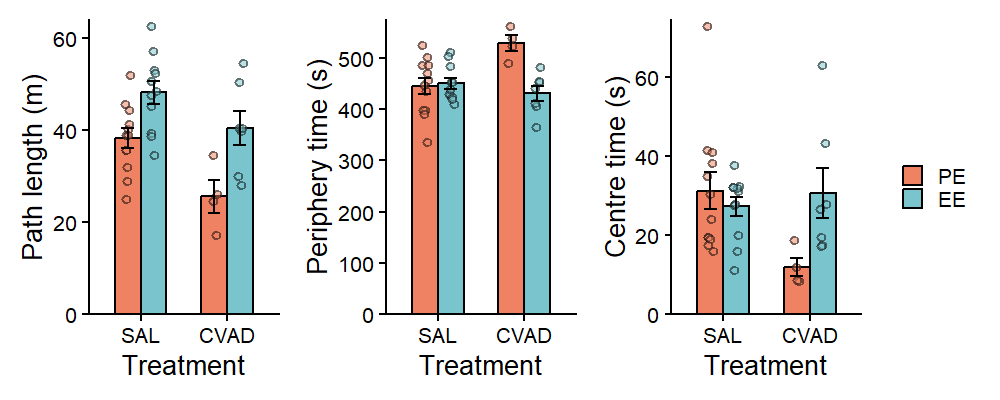 Path length (m)
60
40
20
0
SAL
CVAD
Treatment
Periphery time (s)
500
400
300
200
100
0
SAL
CVAD
Treatment
Centre time (s)
60
40
20
0
SAL
CVAD
Treatment
PE
EE